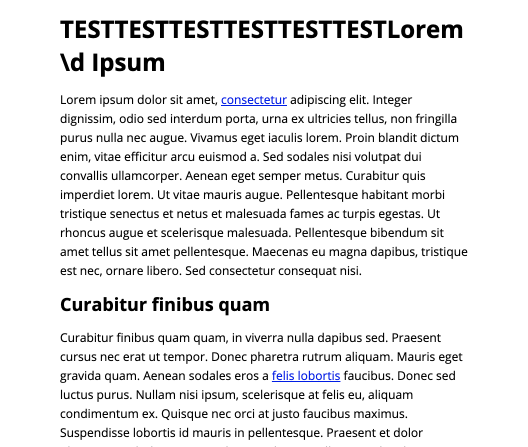 TESTTESTTESTTESTTESTTESTLorem
\d Ipsum
Lorem ipsum dolor sit amet, consectetur adipiscing elit. Integer
dignissim, odio sed interdum porta, urna ex ultricies tellus, non fringilla
purus nulla nec augue. Vivamus eget iaculis lorem. Proin blandit dictum
enim, vitae efficitur arcu euismod a. Sed sodales nisi volutpat dui
convallis ullamcorper. Aenean eget semper metus. Curabitur quis
imperdiet lorem. Ut vitae mauris augue. Pellentesque habitant morbi
tristique senectus et netus et malesuada fames ac turpis egestas. Ut
rhoncus augue et scelerisque malesuada. Pellentesque bibendum sit
amet tellus sit amet pellentesque. Maecenas eu magna dapibus, tristique
est nec, ornare libero. Sed consectetur consequat nisi.
Curabitur finibus quam
Curabitur finibus quam quam, in viverra nulla dapibus sed. Praesent
cursus nec erat ut tempor. Donec pharetra rutrum aliquam. Mauris eget
gravida quam. Aenean sodales eros a felis lobortis faucibus. Donec sed
luctus purus. Nullam nisi ipsum, scelerisque at felis eu, aliquam
condimentum ex. Quisque nec orci at justo faucibus maximus.
Suspendisse lobortis id mauris in pellentesque. Praesent et dolor